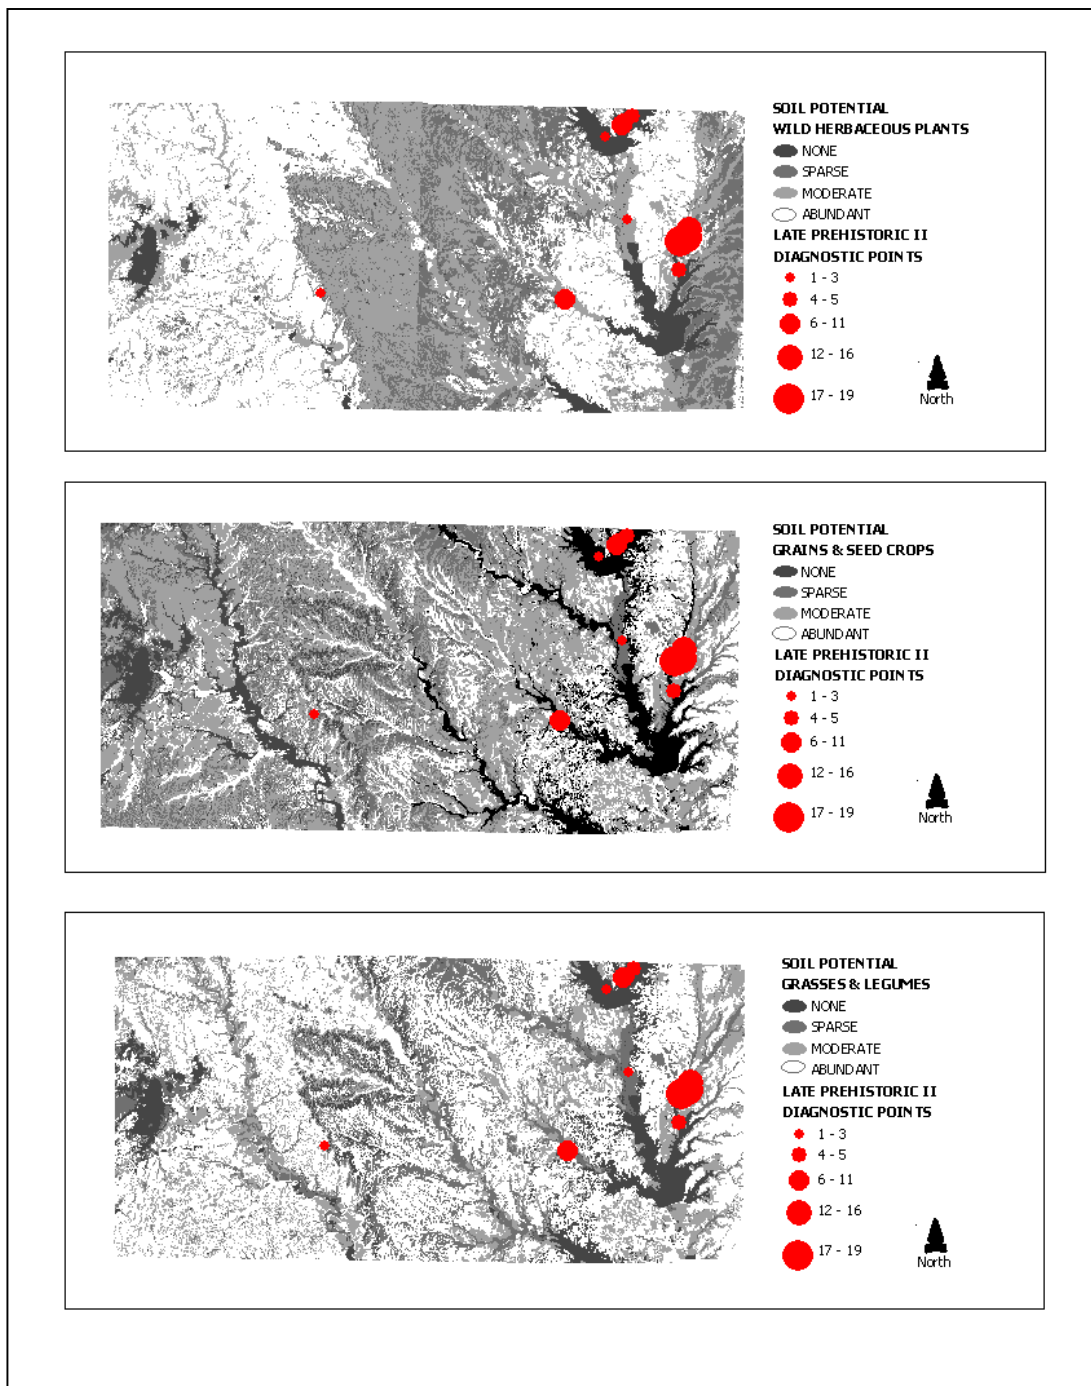 SOIL POTENTIAL
WILD HERBACEOUS PLANTS
NONE
SPARSE
MODERATE
ABUNDANT
LATE PREHISTORIC II
DIAGNOSTIC POINTS
1 - 3
4 - 5
6 - 11
12 - 16
17 - 19
North
SOIL POTENTIAL
GRAINS & SEED CROPS
NONE
SPARSE
MODERATE
ABUNDANT
LATE PREHISTORIC II
DIAGNOSTIC POINTS
1 - 3
4 - 5
6 - 11
12 - 16
17 - 19
North
SOIL POTENTIAL
GRASSES & LEGUMES
NONE
SPARSE
MODERATE
ABUNDANT
LATE PREHISTORIC II
DIAGNOSTIC POINTS
1 - 3
4 - 5
6 - 11
12 - 16
17 - 19
North